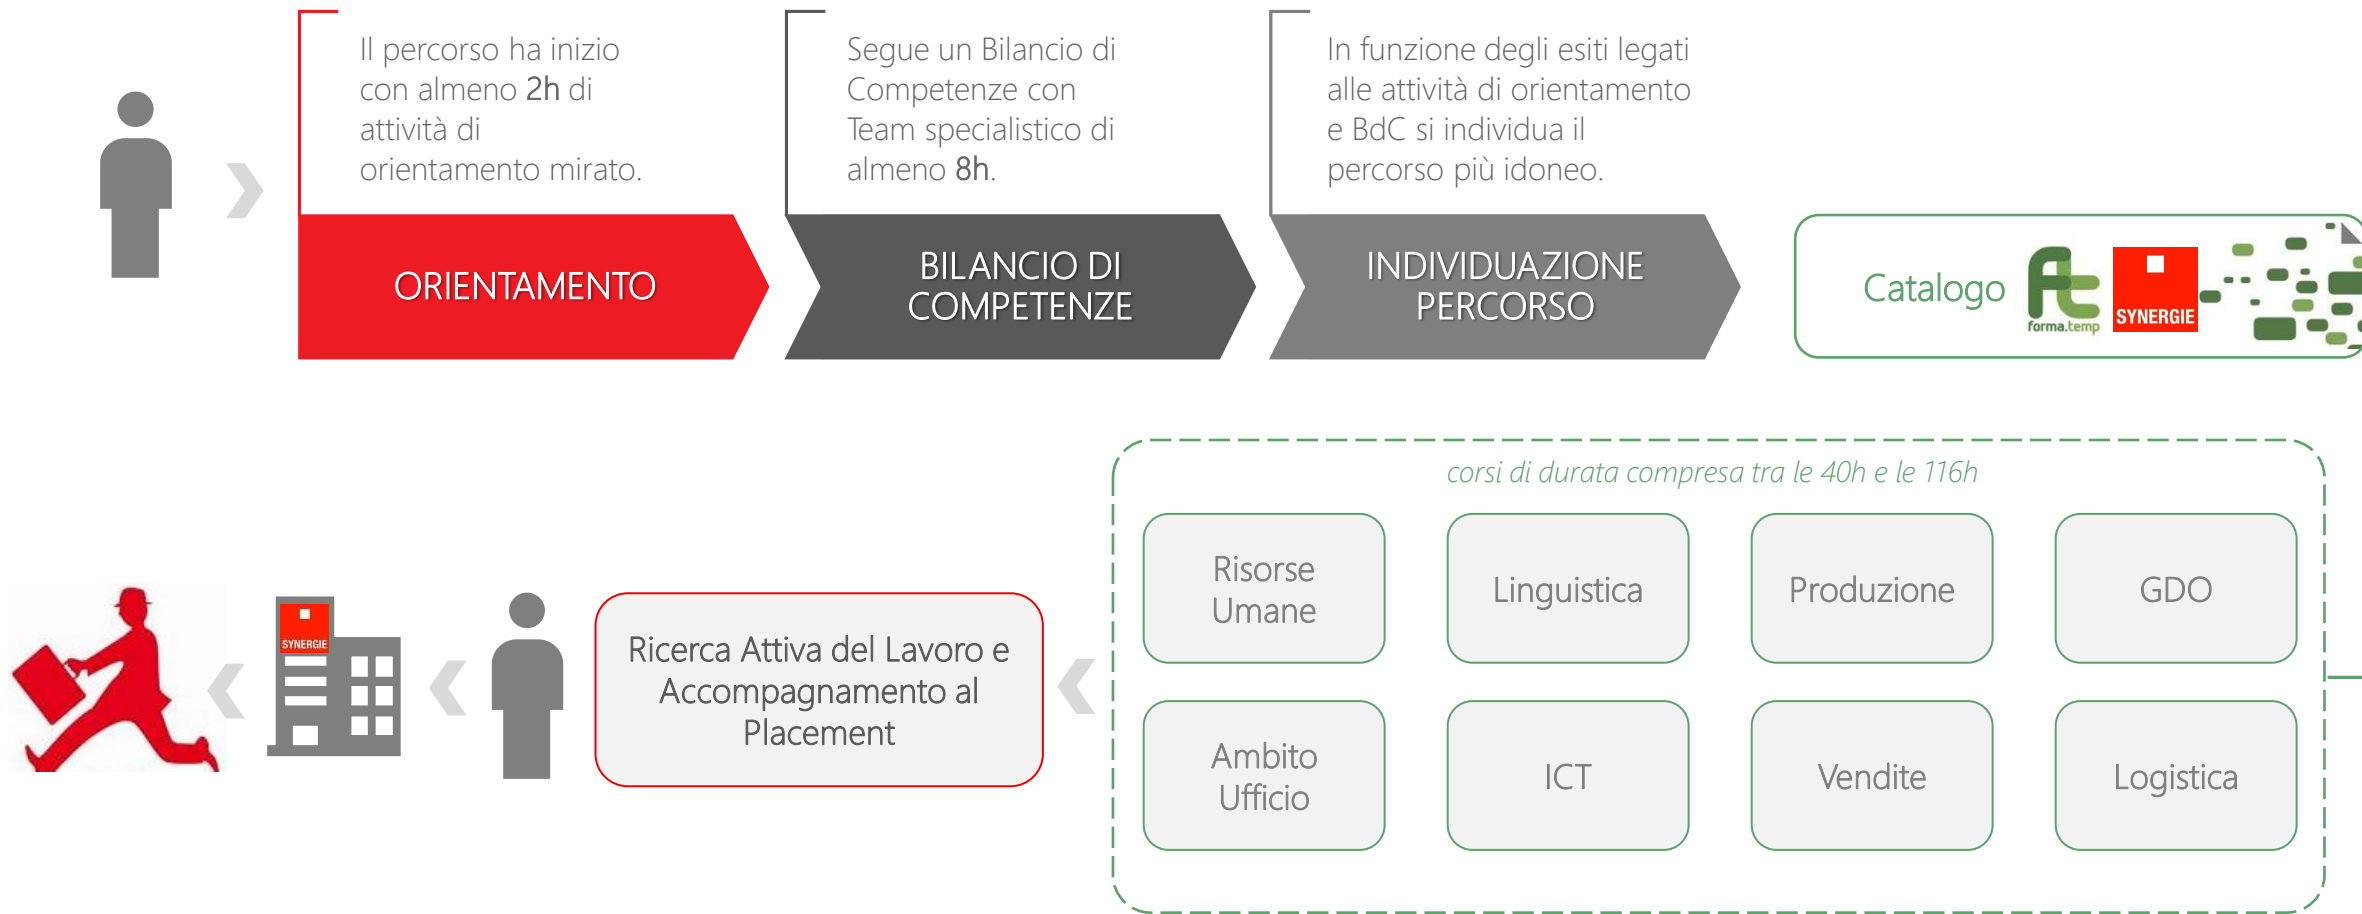 Il percorso ha inizio
con almeno 2h di
attività di
orientamento mirato.
Segue un Bilancio di
Competenze con
Team specialistico di
almeno 8h.
In funzione degli esiti legati
alle attività di orientamento
e BdC si individua il
percorso più idoneo.
ORIENTAMENTO
BILANCIO DI
COMPETENZE
INDIVIDUAZIONE
PERCORSO
Catalogo
forma.temp
SYNERGIE
corsi di durata compresa tra le 40h e le 116h
Risorse
Umane
Linguistica
Produzione
GDO
Ambito
Ufficio
ICT
Vendite
Logistica
Ricerca Attiva del Lavoro e
Accompagnamento al
Placement
SYNERGIE